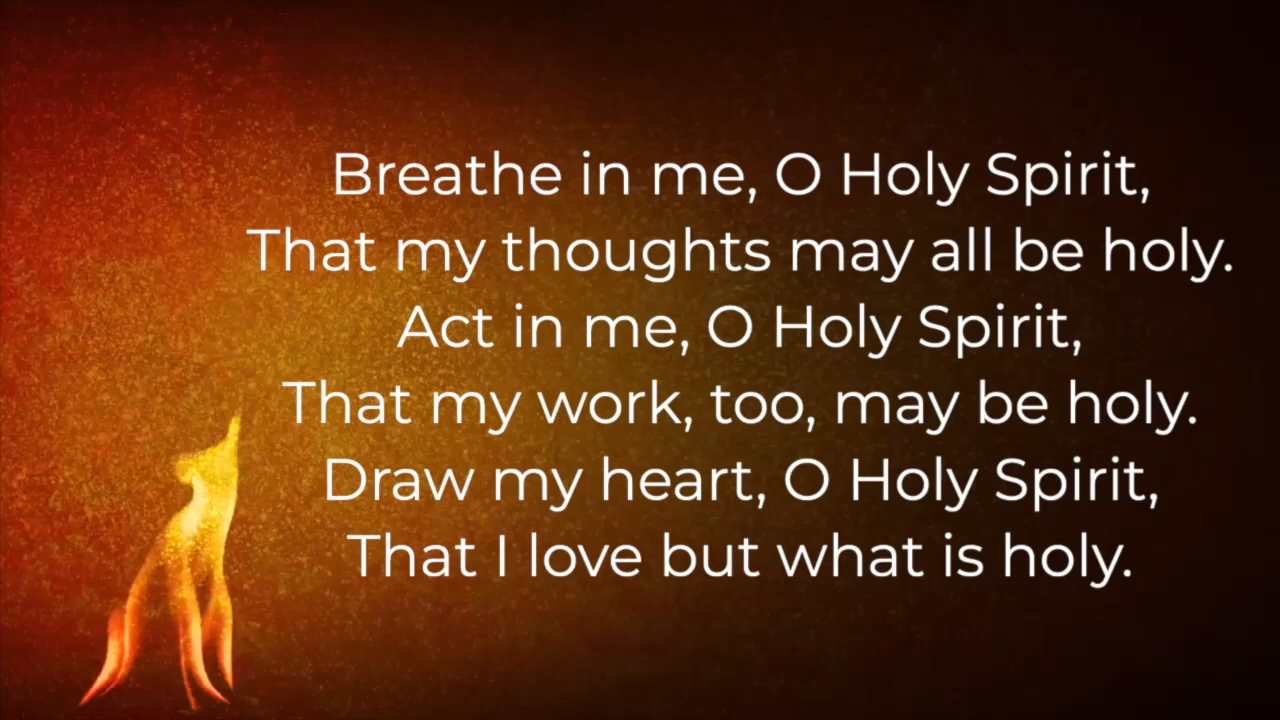 Breathe in me, O Holy Spirit,
That my thoughts may all be holy.
Act in me, O Holy Spirit,
That my work, too, may be holy.
Draw my heart, O Holy Spirit,
That I love but what is holy.